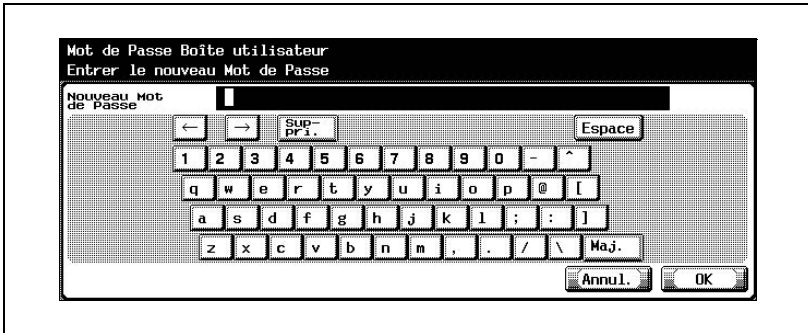 Mot de Passe Boîte utilisateur
Entrer le nouveau Mot de Passe
Nouveau Mot
de Passe
← → Sup-
pri. Espace
1 2 3 4 5 6 7 8 9 0 - ^
q w e r t y u i o p @ [
a s d f g h j k l ; : ]
z x c v b n m , . / \ Maj.
Annul. OK